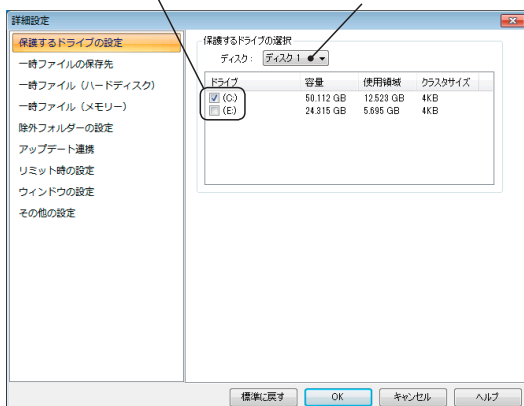 詳細設定
保護するドライブの設定
一時ファイルの保存先
一時ファイル（ハードディスク）
一時ファイル（メモリー）
除外フォルダーの設定
アップデート連携
リミット時の設定
ウィンドウの設定
その他の設定
保護するドライブの選択
ディスク： ディスク 1
ドライブ 容量 使用領域 クラスタサイズ
(C:) 50.112 GB 12.523 GB 4KB
(E:) 24.315 GB 5.695 GB 4KB
標準に戻す OK キャンセル ヘルプ